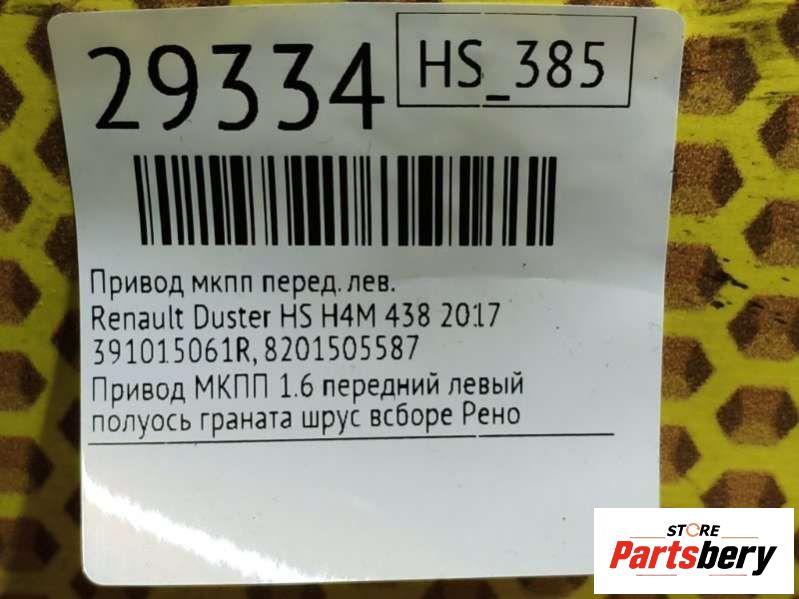 29334
HS_385
Привод мкпп перед. лев.
Renault Duster HS H4M 438 2017
391015061R, 8201505587
Привод МКПП 1.6 передний левый
полуось граната шрус всборе Рено
STORE
Partsbery